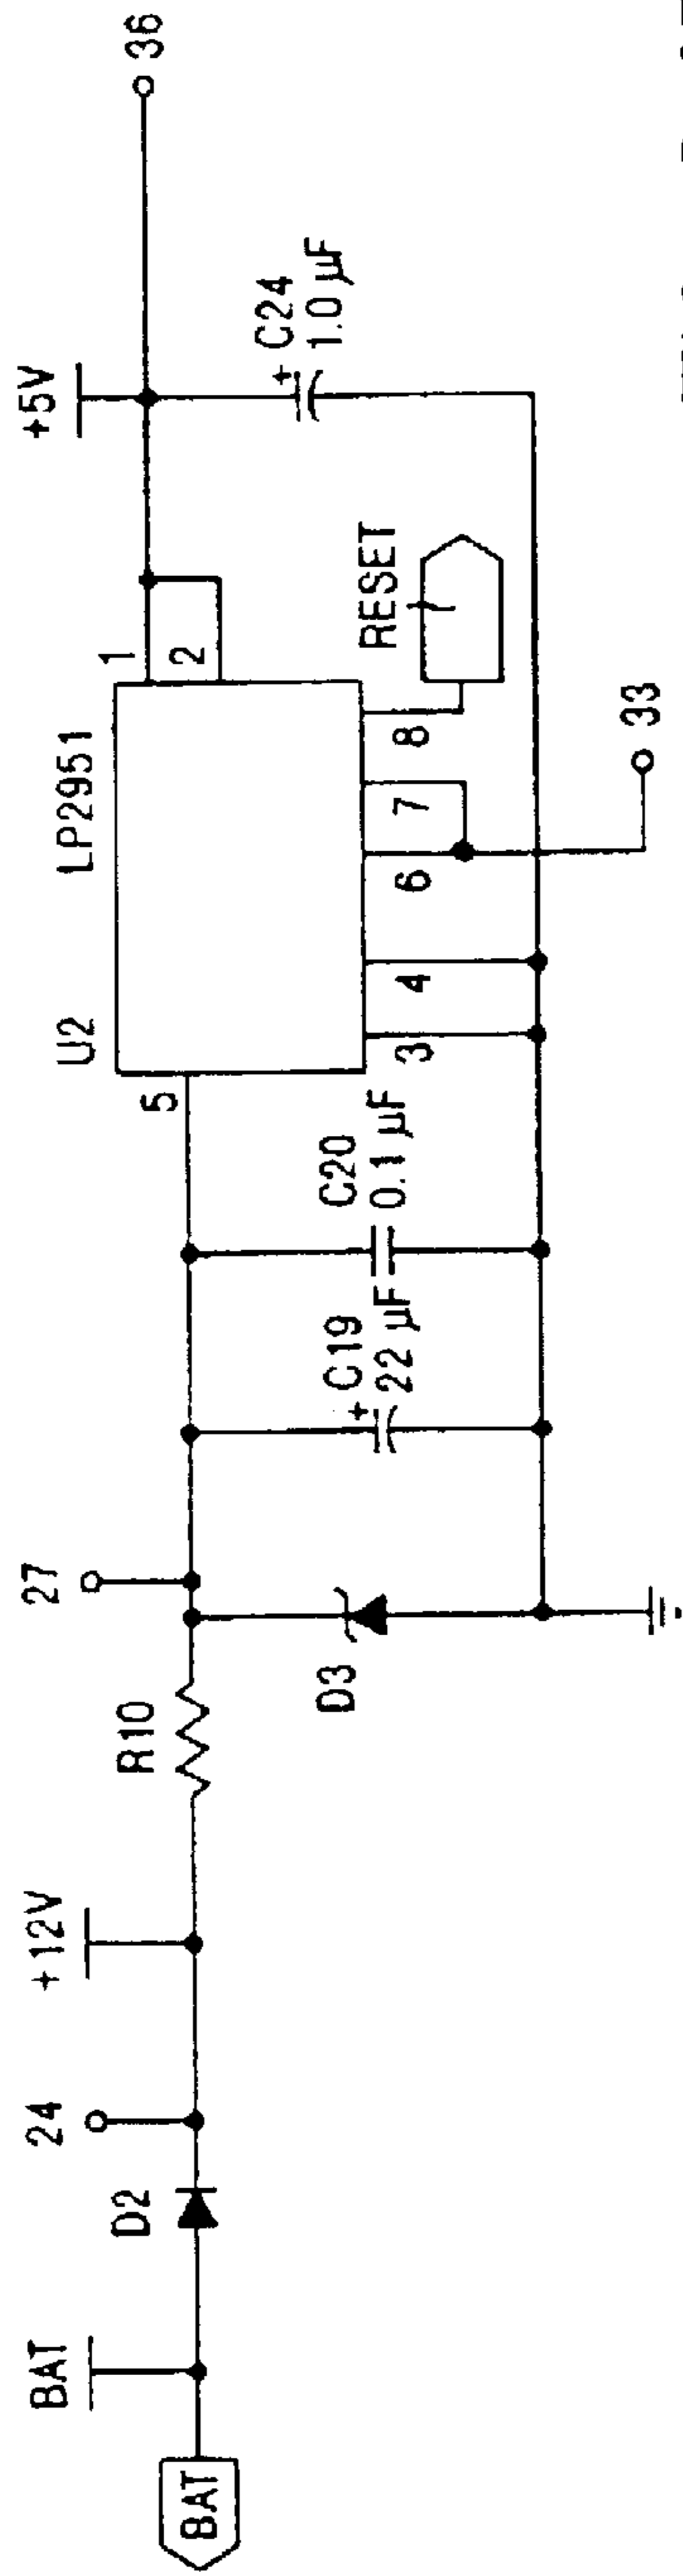 BAT
BAT
D2
24
+12V
R10
27
D3
+
C19
22 µF
C20
0.1 µF
U2
LP2951
5
3
4
6
7
8
1
2
RESET
33
+5V
+
C24
1.0 µF
36